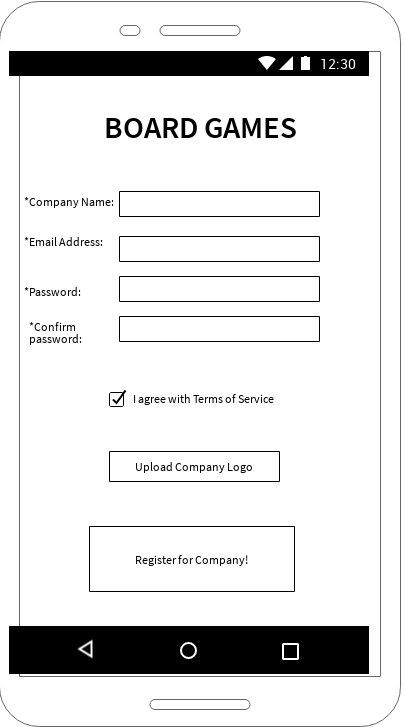 12:30
BOARD GAMES
*Company Name:
*Email Address:
*Password:
*Confirm
password:
I agree with Terms of Service
Upload Company Logo
Register for Company!